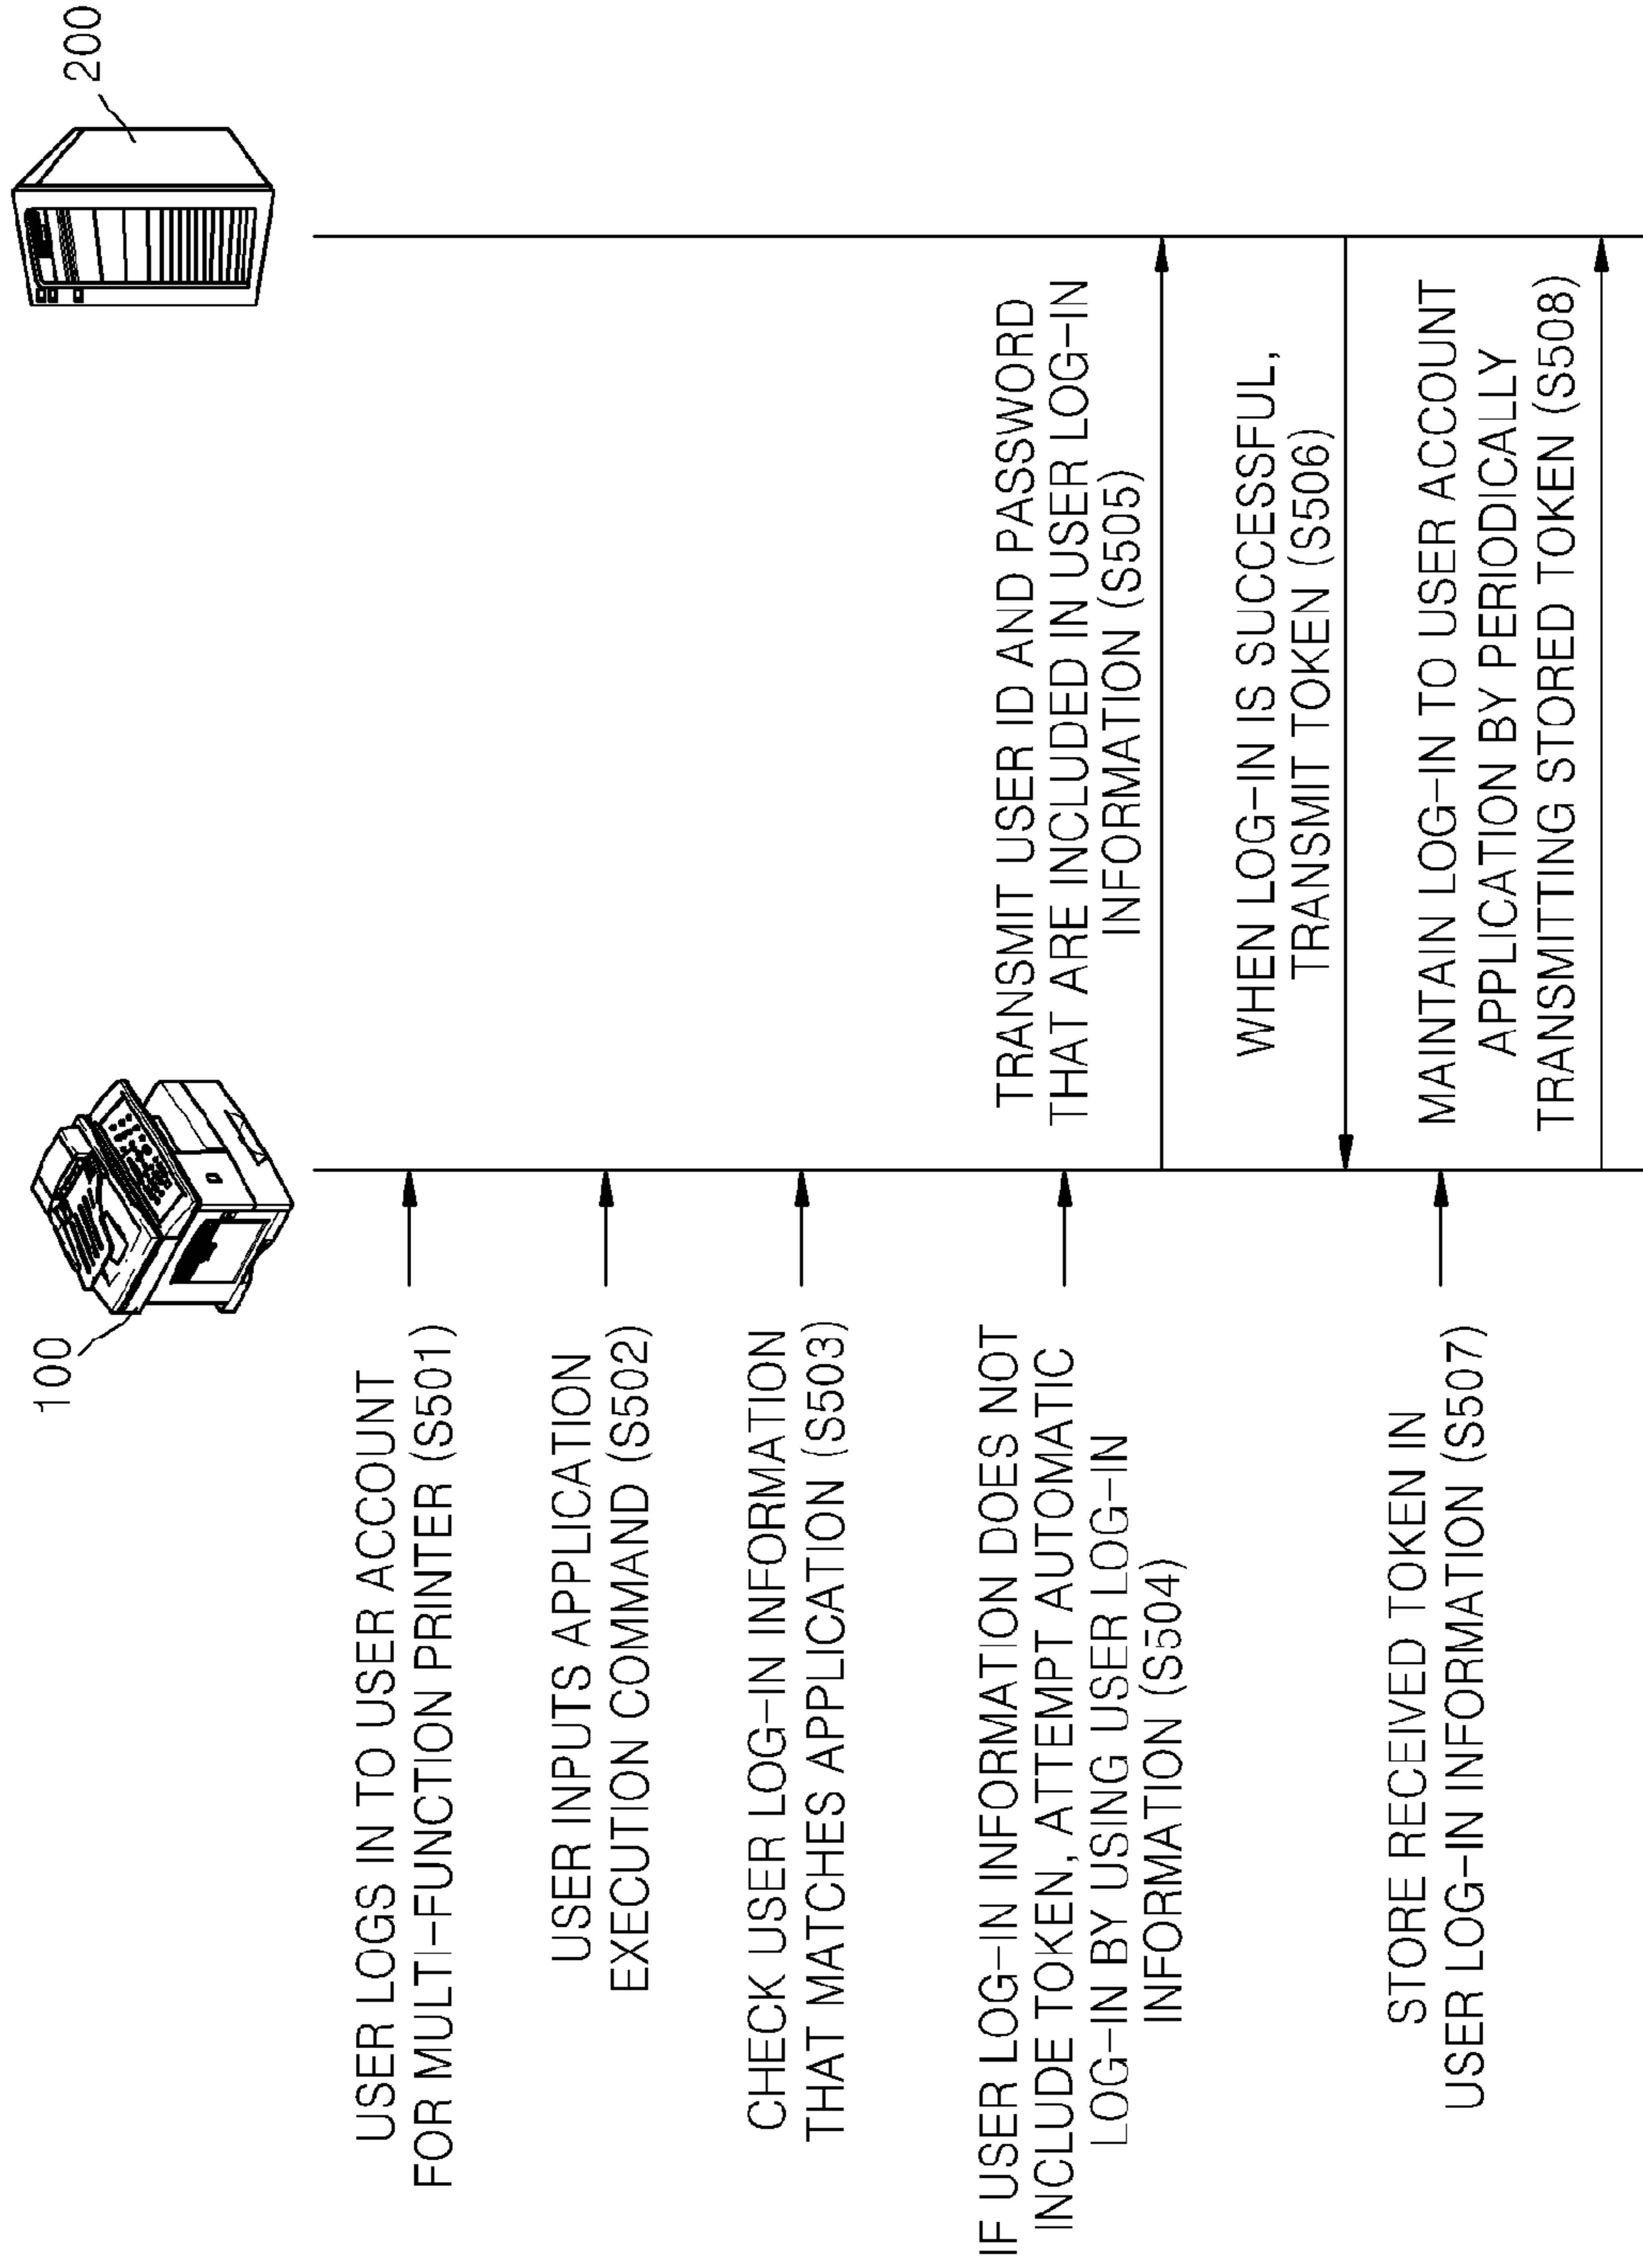 100
200
USER LOGS IN TO USER ACCOUNT
FOR MULTI-FUNCTION PRINTER (S501)
USER INPUTS APPLICATION
EXECUTION COMMAND (S502)
CHECK USER LOG-IN INFORMATION
THAT MATCHES APPLICATION (S503)
IF USER LOG-IN INFORMATION DOES NOT
INCLUDE TOKEN, ATTEMPT AUTOMATIC
LOG-IN BY USING USER LOG-IN
INFORMATION (S504)
TRANSMIT USER ID AND PASSWORD
THAT ARE INCLUDED IN USER LOG-IN
INFORMATION (S505)
WHEN LOG-IN IS SUCCESSFUL,
TRANSMIT TOKEN (S506)
STORE RECEIVED TOKEN IN
USER LOG-IN INFORMATION (S507)
MAINTAIN LOG-IN TO USER ACCOUNT
APPLICATION BY PERIODICALLY
TRANSMITTING STORED TOKEN (S508)